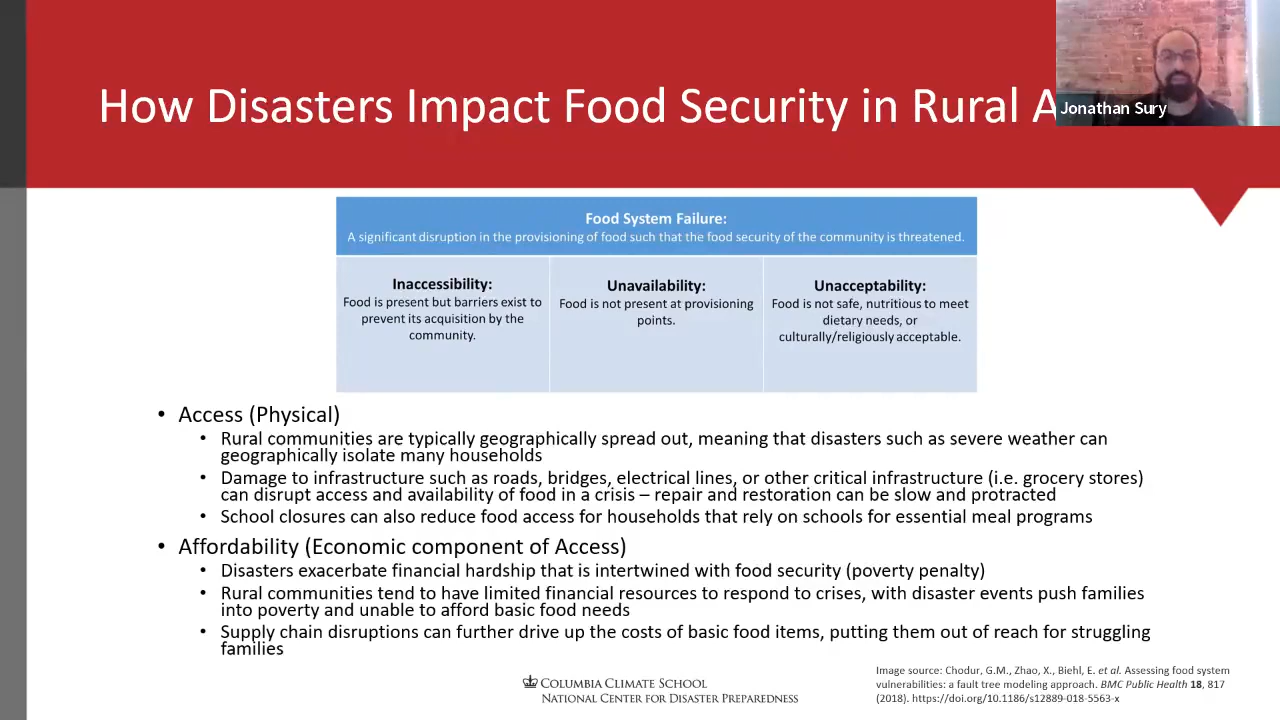 How Disasters Impact Food Security in Rural A
Jonathan Sury
Food System Failure:
A significant disruption in the provisioning of food such that the food security of the community is threatened.
Inaccessibility:
Food is present but barriers exist to
prevent its acquisition by the
community.
Unavailability:
Food is not present at provisioning
points.
Unacceptability:
Food is not safe, nutritious to meet
dietary needs, or
culturally/religiously acceptable.
• Access (Physical)
• Rural communities are typically geographically spread out, meaning that disasters such as severe weather can
geographically isolate many households
• Damage to infrastructure such as roads, bridges, electrical lines, or other critical infrastructure (i.e. grocery stores)
can disrupt access and availability of food in a crisis – repair and restoration can be slow and protracted
• School closures can also reduce food access for households that rely on schools for essential meal programs
• Affordability (Economic component of Access)
• Disasters exacerbate financial hardship that is intertwined with food security (poverty penalty)
• Rural communities tend to have limited financial resources to respond to crises, with disaster events push families
into poverty and unable to afford basic food needs
• Supply chain disruptions can further drive up the costs of basic food items, putting them out of reach for struggling
families
Columbia Climate School
National Center for Disaster Preparedness
Image source: Chodur, G.M., Zhao, X., Biehl, E. et al. Assessing food system
vulnerabilities: a fault tree modeling approach. BMC Public Health 18, 817
(2018). https://doi.org/10.1186/s12889-018-5563-x